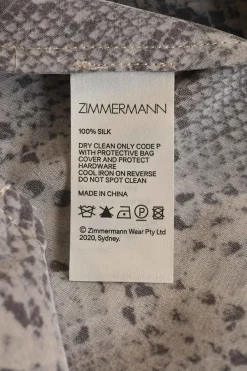 ZIMMERMANN
100% SILK
DRY CLEAN ONLY CODE P
WITH PROTECTIVE BAG
COVER AND PROTECT
HARDWARE
COOL IRON ON REVERSE
DO NOT SPOT CLEAN
MADE IN CHINA
P
© Zimmermann Wear Pty Ltd
2020, Sydney.